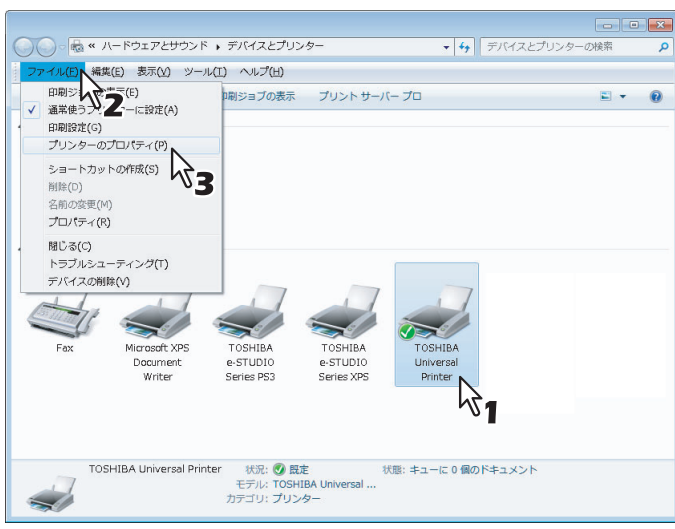 « ハードウェアとサウンド ▸ デバイスとプリンター
デバイスとプリンターの検索
ファイル(F) 編集(E) 表示(V) ツール(T) ヘルプ(H)
印刷ジョブの表示(E)
印刷ジョブの表示 プリント サーバー プロ
通常使うプリンターに設定(A)
印刷設定(G)
プリンターのプロパティ(P)
ショートカットの作成(S)
削除(D)
名前の変更(M)
プロパティ(R)
閉じる(C)
トラブルシューティング(T)
デバイスの削除(V)
2
3
Fax
Microsoft XPS
Document
Writer
TOSHIBA
e-STUDIO
Series PS3
TOSHIBA
e-STUDIO
Series XPS
TOSHIBA
Universal
Printer
1
TOSHIBA Universal Printer 状況: 既定 状態: キューに 0 個のドキュメント
モデル: TOSHIBA Universal ...
カテゴリ: プリンター